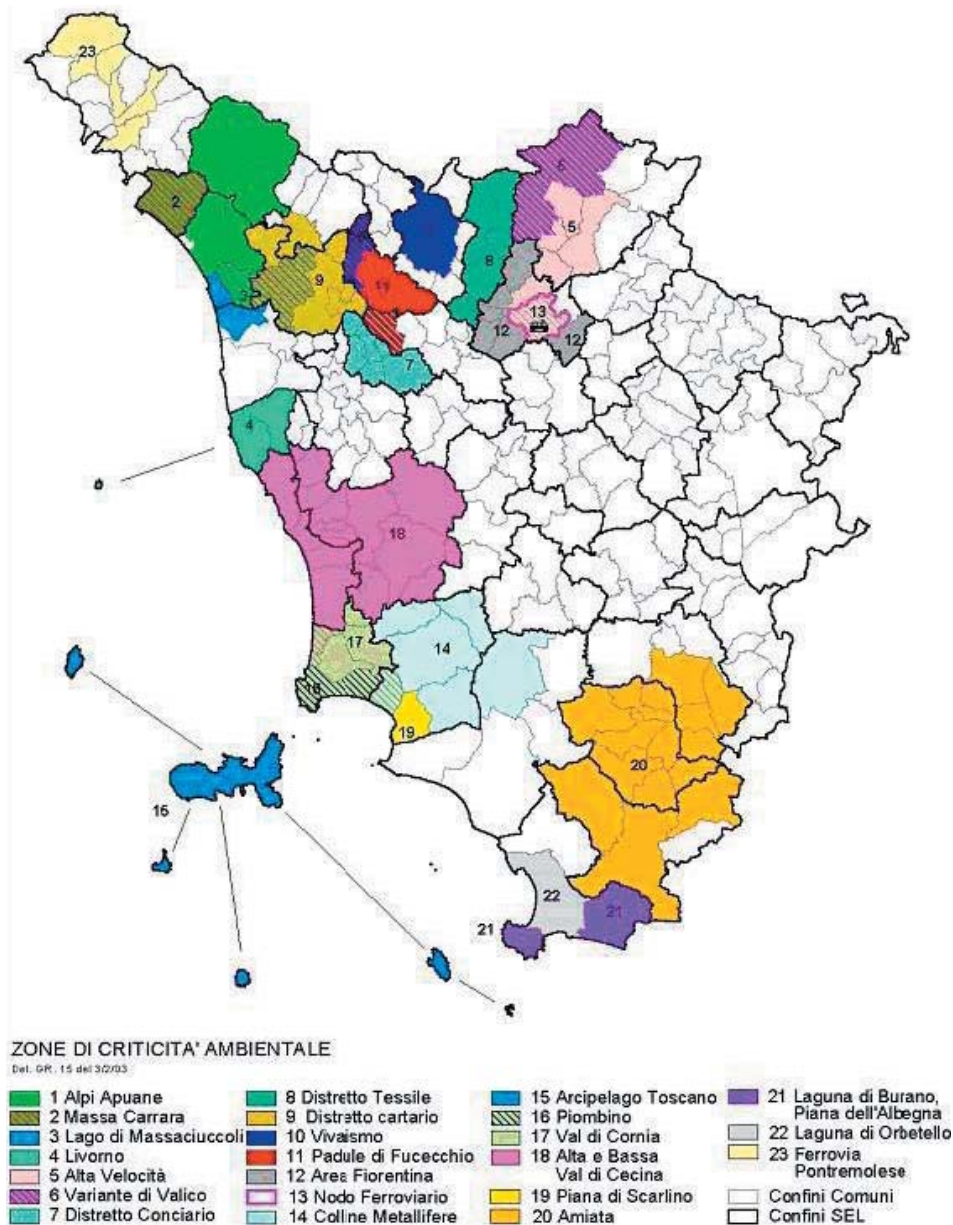 23
2
6
5
8
9
11
13
12
12
7
4
18
17
14
16
19
20
16
22
21
21
ZONE DI CRITICITA' AMBIENTALE
Del. GR. 15 del 3/2/03
1 Alpi Apuane
2 Massa Carrara
3 Lago di Massaciuccoli
4 Livorno
5 Alta Velocità
6 Variante di Valico
7 Distretto Conciario
8 Distretto Tessile
9 Distretto cartario
10 Vivaismo
11 Padule di Fucecchio
12 Area Fiorentina
13 Nodo Ferroviario
14 Colline Metallifere
15 Arcipelago Toscano
16 Piombino
17 Val di Cornia
18 Alta e Bassa
Val di Cecina
19 Piana di Scarlino
20 Amiata
21 Laguna di Burano,
Piana dell'Albegna
22 Laguna di Orbetello
23 Ferrovia
Pontremolese
Confini Comuni
Confini SEL